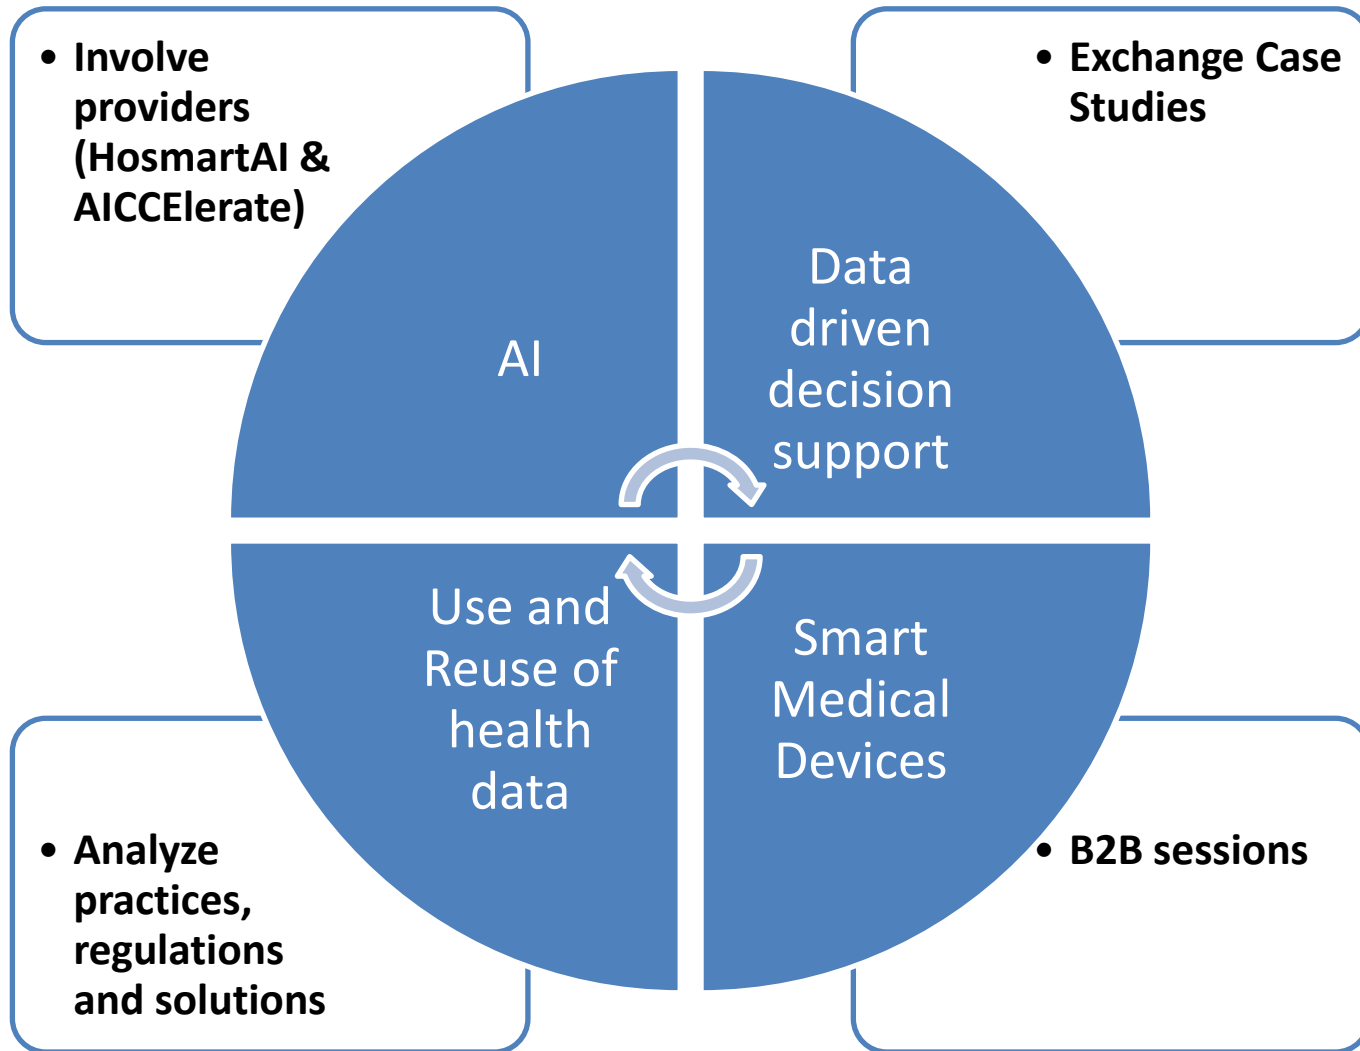 • Involve
providers
(HosmartAI &
AICCElerate)
• Exchange Case
Studies
AI
Data
driven
decision
support
Use and
Reuse of
health
data
Smart
Medical
Devices
• Analyze
practices,
regulations
and solutions
• B2B sessions